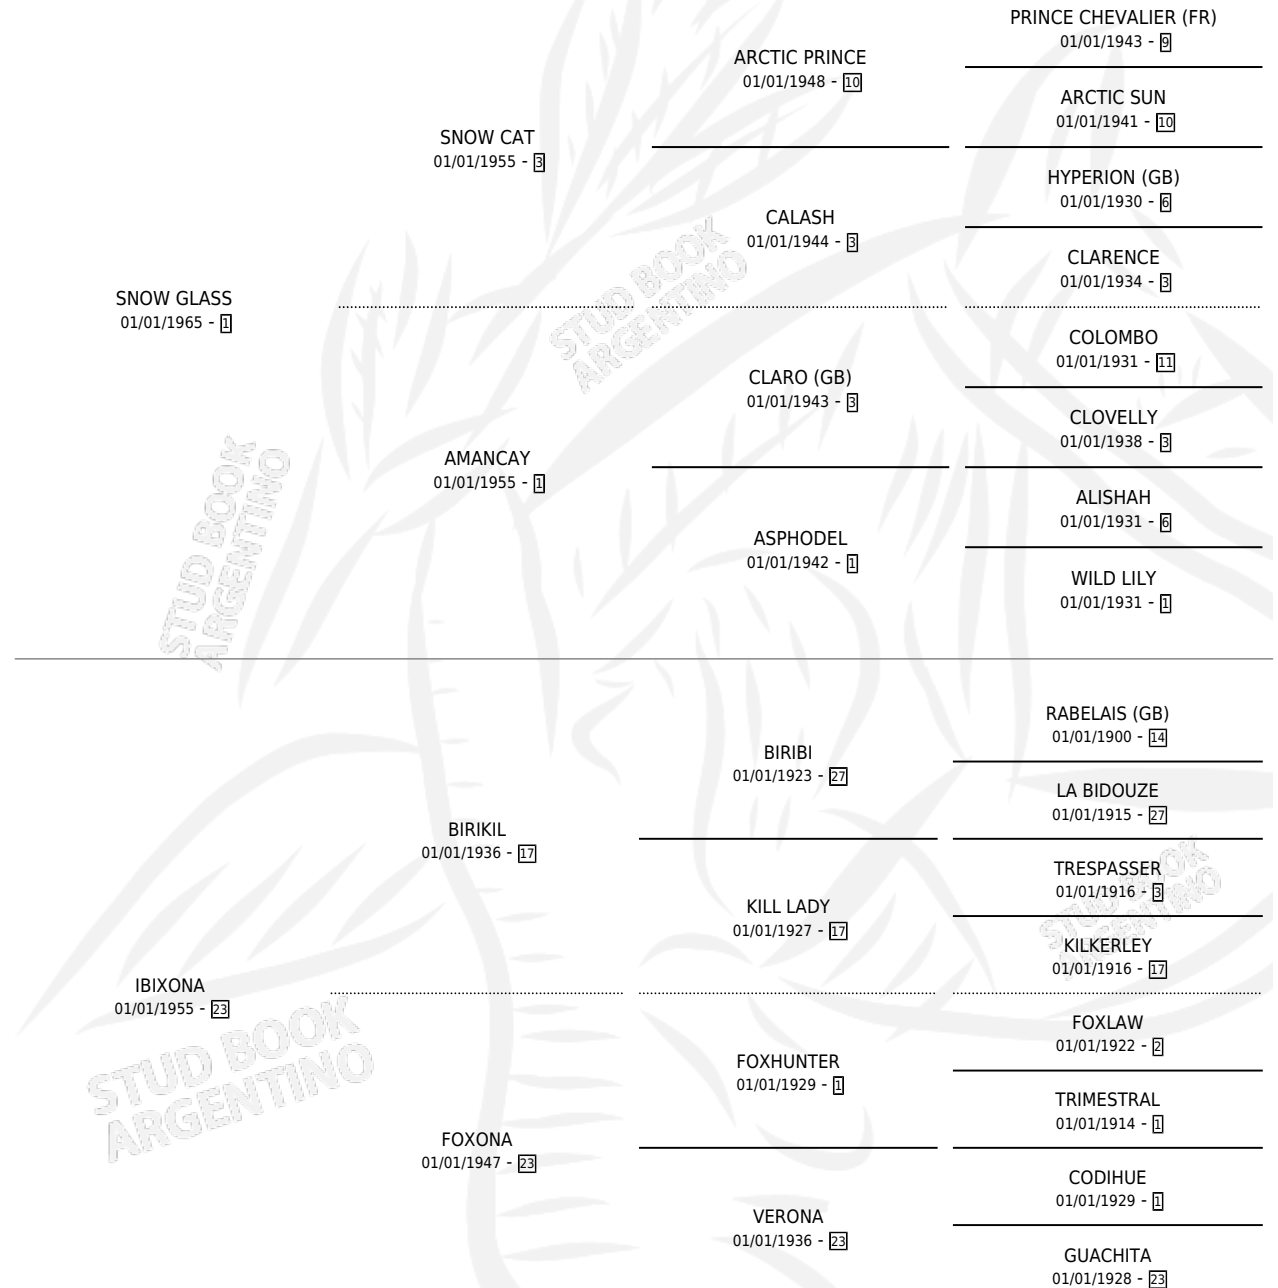 PRINCE CHEVALIER (FR)
01/01/1943 - 9
ARCTIC PRINCE
01/01/1948 - 10
ARCTIC SUN
01/01/1941 - 10
SNOW CAT
01/01/1955 - 3
HYPERION (GB)
01/01/1930 - 6
CALASH
01/01/1944 - 3
CLARENCE
01/01/1934 - 3
SNOW GLASS
01/01/1965 - 1
COLOMBO
01/01/1931 - 11
CLARO (GB)
01/01/1943 - 3
CLOVELLY
01/01/1938 - 3
AMANCAY
01/01/1955 - 1
ALISHAH
01/01/1931 - 6
ASPHODEL
01/01/1942 - 1
WILD LILY
01/01/1931 - 1
RABELAIS (GB)
01/01/1900 - 14
BIRIBI
01/01/1923 - 27
LA BIDOUZE
01/01/1915 - 27
BIRIKIL
01/01/1936 - 17
TRESPASSER
01/01/1916 - 3
KILL LADY
01/01/1927 - 17
KILKERLEY
01/01/1916 - 17
IBIXONA
01/01/1955 - 23
FOXLAW
01/01/1922 - 2
FOXHUNTER
01/01/1929 - 1
TRIMESTRAL
01/01/1914 - 1
FOXONA
01/01/1947 - 23
CODIHUE
01/01/1929 - 1
VERONA
01/01/1936 - 23
GUACHITA
01/01/1928 - 23
STUD BOOK
ARGENTINO
STUD BOOK
ARGENTINO
STUD BOOK
ARGENTINO
STUD BOOK
ARGENTINO